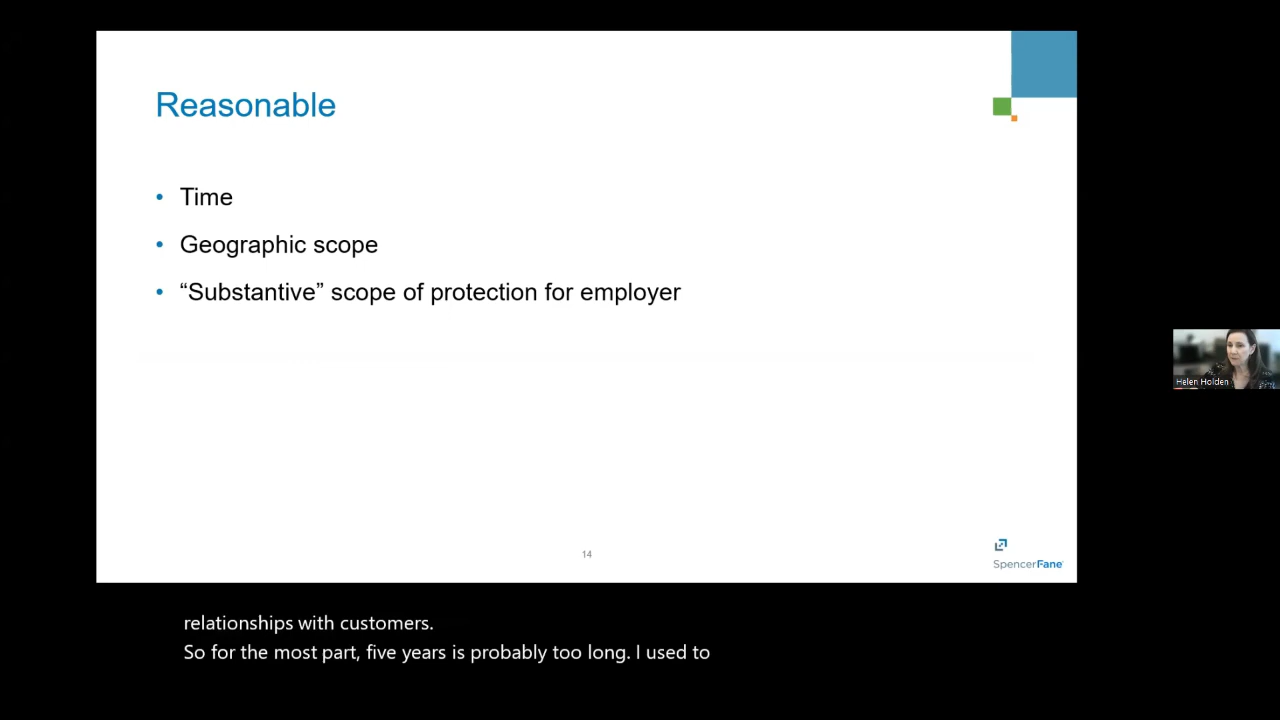 Reasonable
• Time
• Geographic scope
• “Substantive” scope of protection for employer
Helen Holden
14
SpencerFane
relationships with customers.
So for the most part, five years is probably too long. I used to